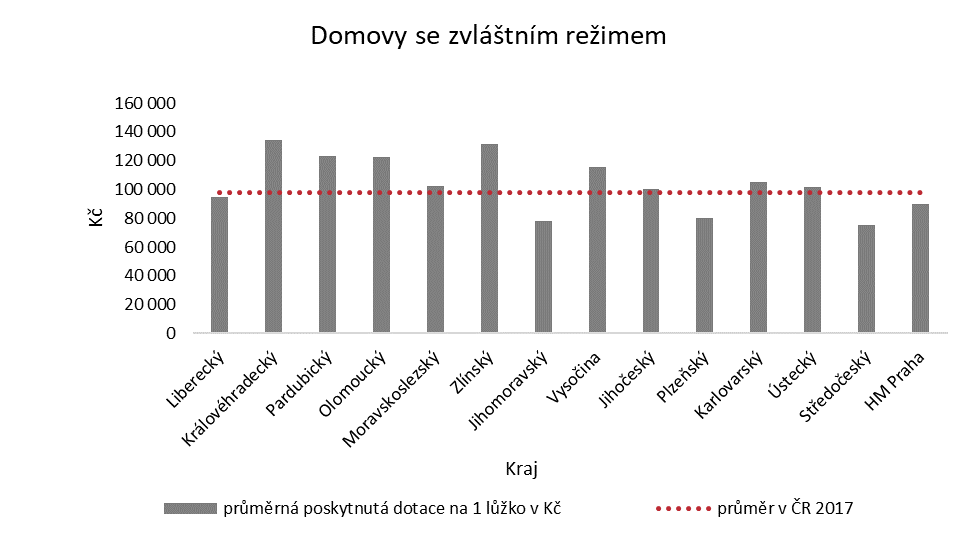 Domovy se zvláštním režimem
160 000
140 000
120 000
100 000
80 000
60 000
40 000
20 000
0
Kč
Liberecký
Královéhradecký
Pardubický
Olomoucký
Moravskoslezský
Zlínský
Jihomoravský
Vysočina
Jihočeský
Plzeňský
Karlovarský
Ústecký
Středočeský
HM Praha
Kraj
průměrná poskytnutá dotace na 1 lůžko v Kč
průměr v ČR 2017